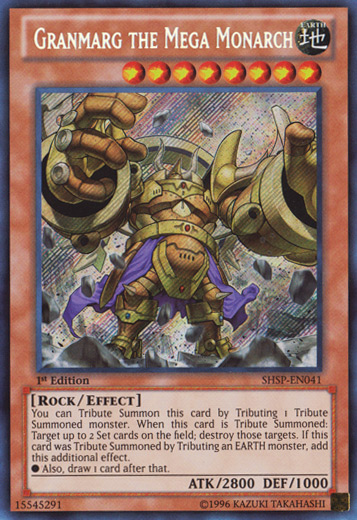 GRANMARG THE MEGA MONARCH
EARTH
地
1st Edition
SHSP-EN041
[ROCK/EFFECT]
You can Tribute Summon this card by Tributing 1 Tribute
Summoned monster. When this card is Tribute Summoned:
Target up to 2 Set cards on the field; destroy those targets. If this
card was Tribute Summoned by Tributing an EARTH monster, add
this additional effect.
● Also, draw 1 card after that.
ATK/2800 DEF/1000
15545291
©1996 KAZUKI TAKAHASHI